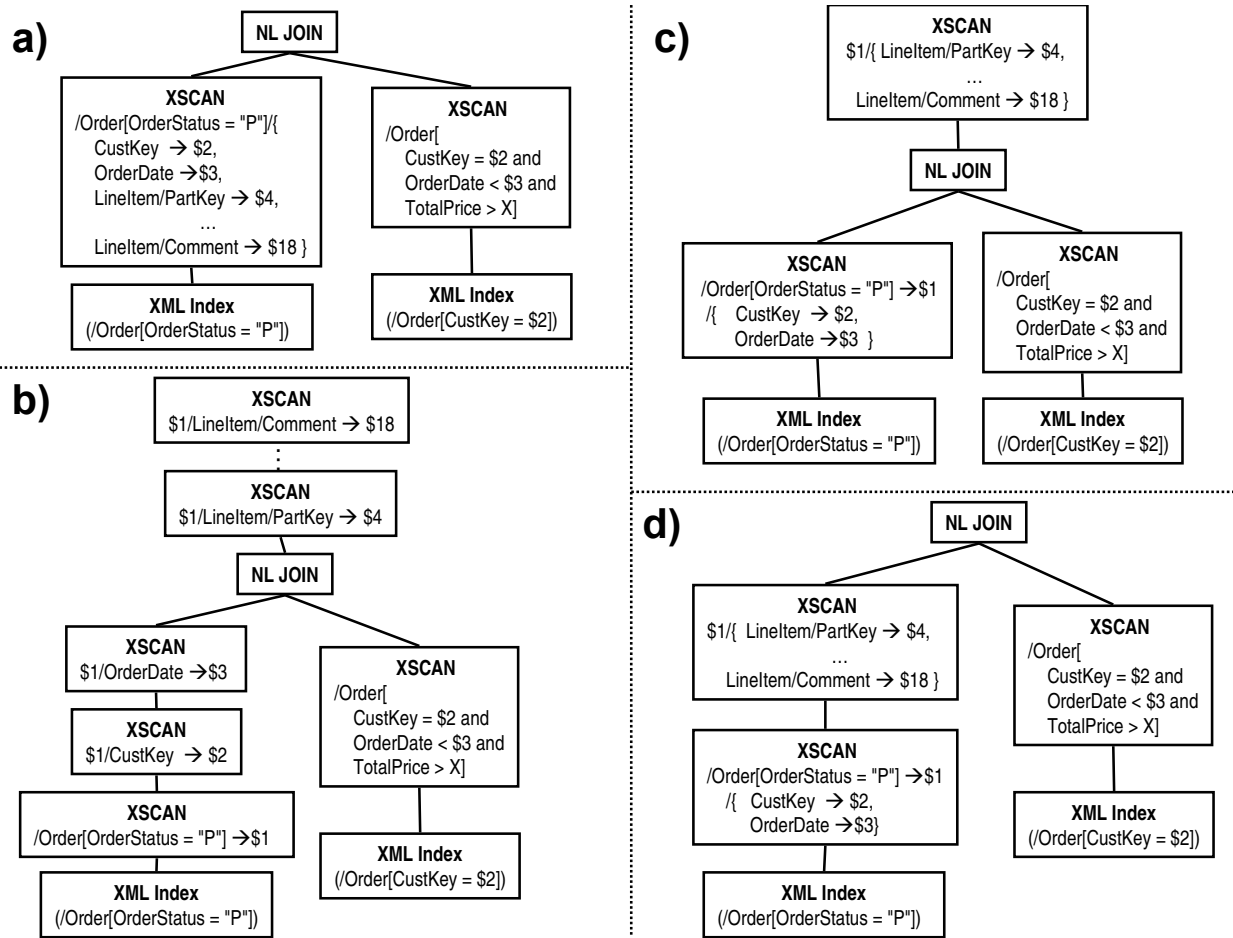 a)
NL JOIN
XSCAN
/Order[OrderStatus = "P"]/{
CustKey → $2,
OrderDate →$3,
LineItem/PartKey → $4,
...
LineItem/Comment → $18 }
XML Index
(/Order[OrderStatus = "P"])
XSCAN
/Order[
CustKey = $2 and
OrderDate < $3 and
TotalPrice > X]
XML Index
(/Order[CustKey = $2])
b)
XSCAN
$1/LineItem/Comment → $18
XSCAN
$1/LineItem/PartKey → $4
NL JOIN
XSCAN
$1/OrderDate →$3
XSCAN
$1/CustKey → $2
XSCAN
/Order[OrderStatus = "P"] →$1
XML Index
(/Order[OrderStatus = "P"])
XSCAN
/Order[
CustKey = $2 and
OrderDate < $3 and
TotalPrice > X]
XML Index
(/Order[CustKey = $2])
c)
XSCAN
$1/{ LineItem/PartKey → $4,
...
LineItem/Comment → $18 }
NL JOIN
XSCAN
/Order[OrderStatus = "P"] →$1
/{ CustKey → $2,
OrderDate →$3 }
XML Index
(/Order[OrderStatus = "P"])
XSCAN
/Order[
CustKey = $2 and
OrderDate < $3 and
TotalPrice > X]
XML Index
(/Order[CustKey = $2])
d)
NL JOIN
XSCAN
$1/{ LineItem/PartKey → $4,
...
LineItem/Comment → $18 }
XSCAN
/Order[OrderStatus = "P"] →$1
/{ CustKey → $2,
OrderDate →$3}
XML Index
(/Order[OrderStatus = "P"])
XSCAN
/Order[
CustKey = $2 and
OrderDate < $3 and
TotalPrice > X]
XML Index
(/Order[CustKey = $2])